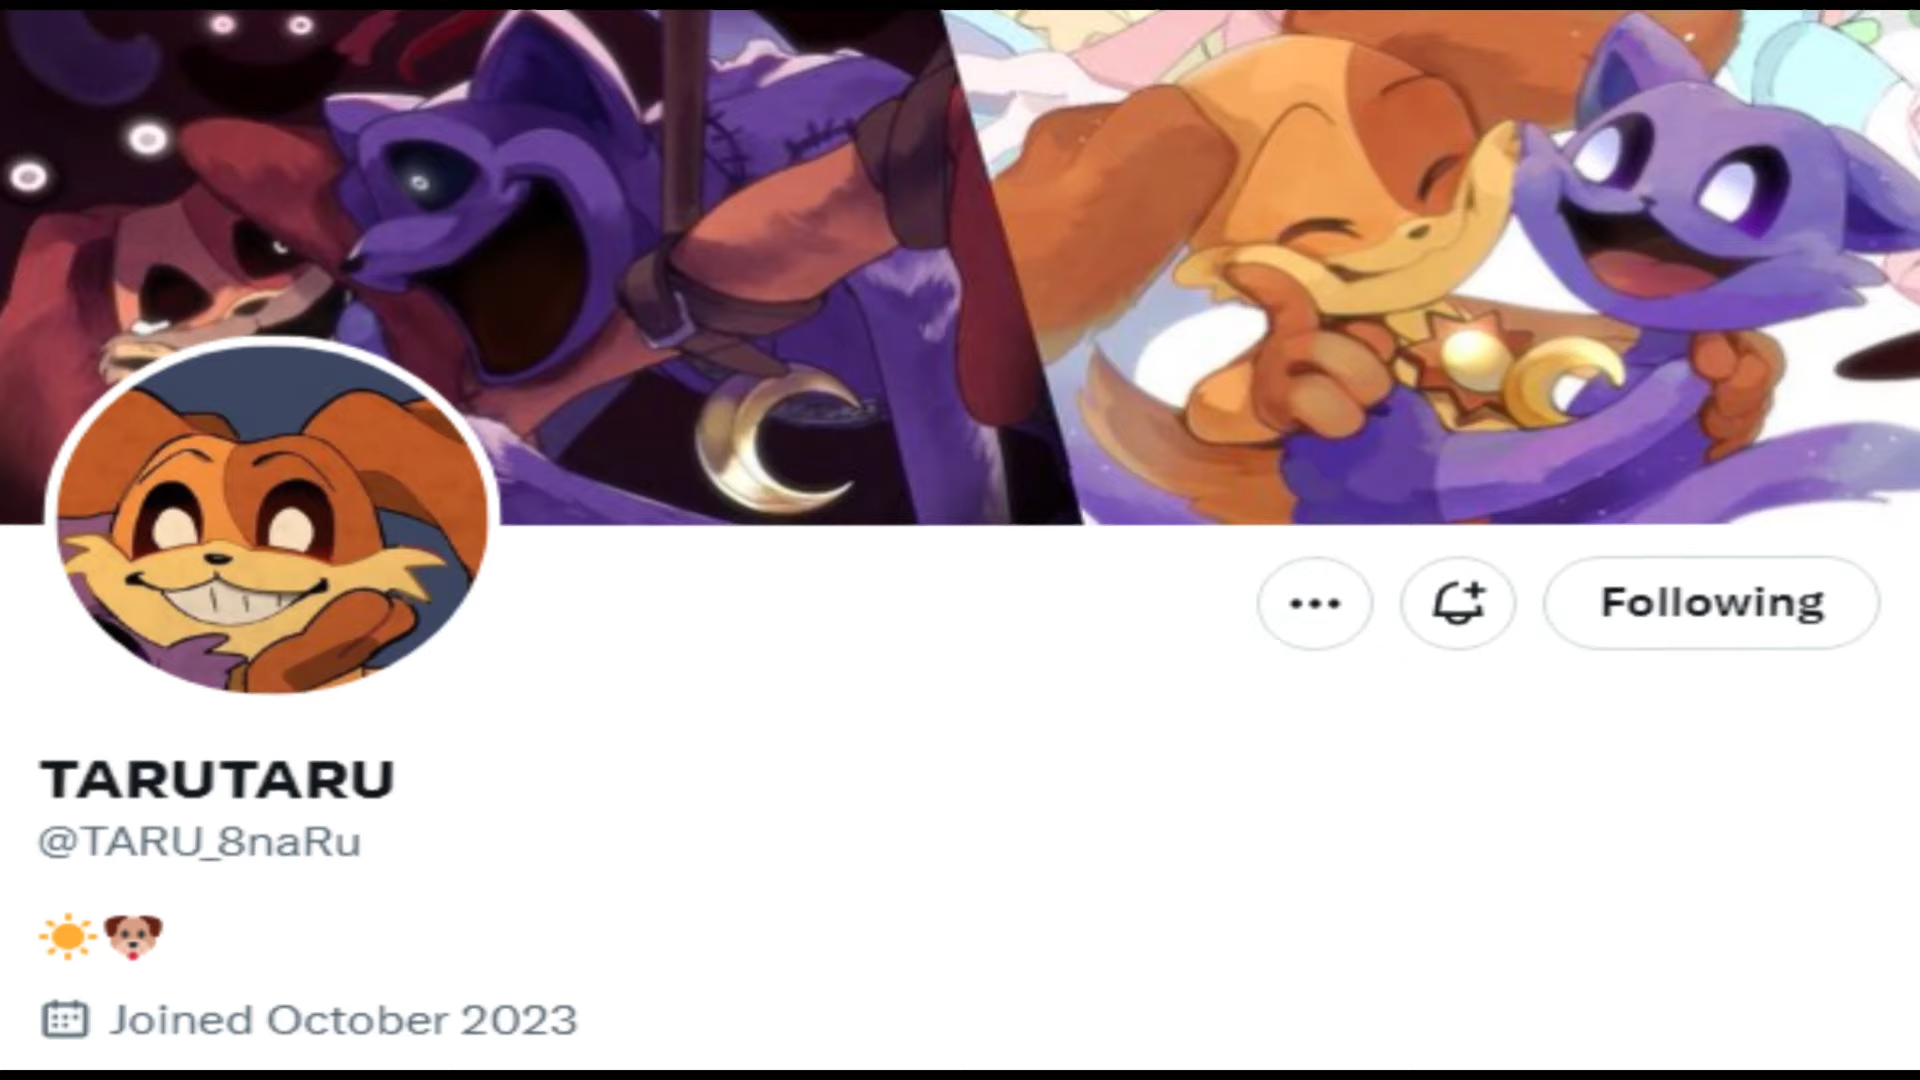 Following
TARUTARU
@TARU_8naRu
☀️🐶
Joined October 2023